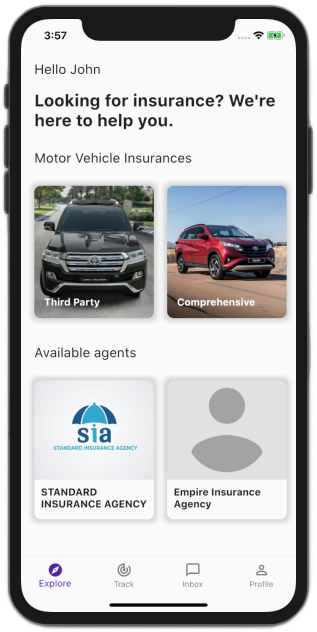 3:57
Hello John
Looking for insurance? We're
here to help you.
Motor Vehicle Insurances
Third Party
Comprehensive
Available agents
sia
STANDARD INSURANCE AGENCY
STANDARD
INSURANCE AGENCY
Empire Insurance
Agency
Explore
Track
Inbox
Profile